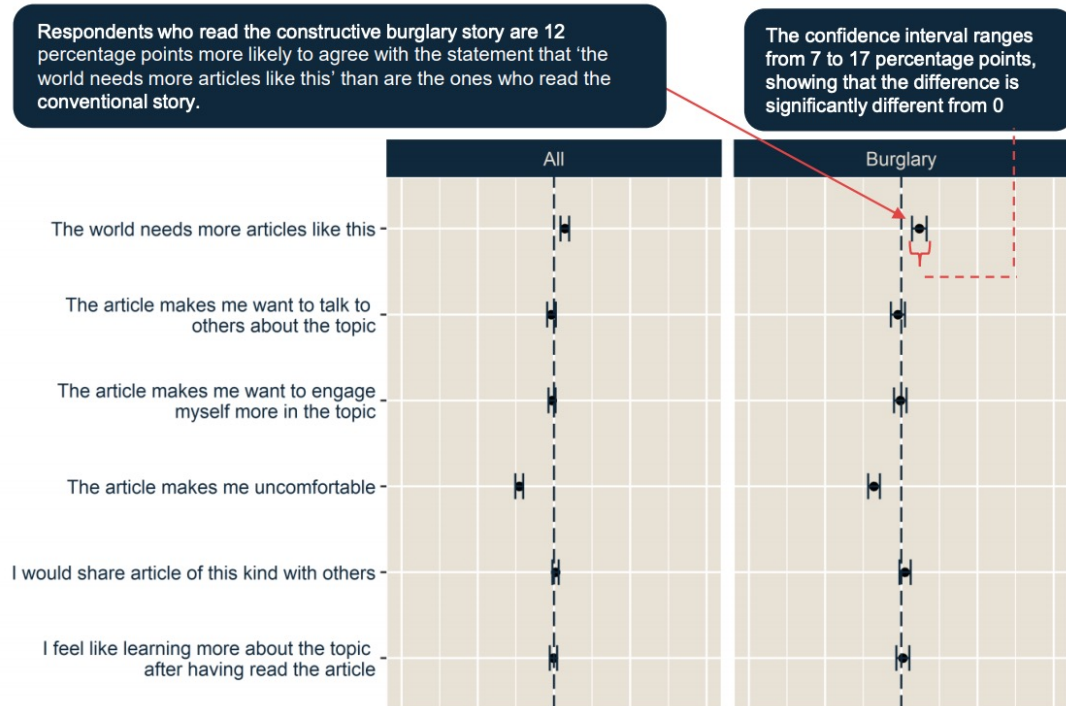 Respondents who read the constructive burglary story are 12
percentage points more likely to agree with the statement that ‘the
world needs more articles like this’ than are the ones who read the
conventional story.
The confidence interval ranges
from 7 to 17 percentage points,
showing that the difference is
significantly different from 0
All
Burglary
The world needs more articles like this
The article makes me want to talk to
others about the topic
The article makes me want to engage
myself more in the topic
The article makes me uncomfortable
I would share article of this kind with others
I feel like learning more about the topic
after having read the article